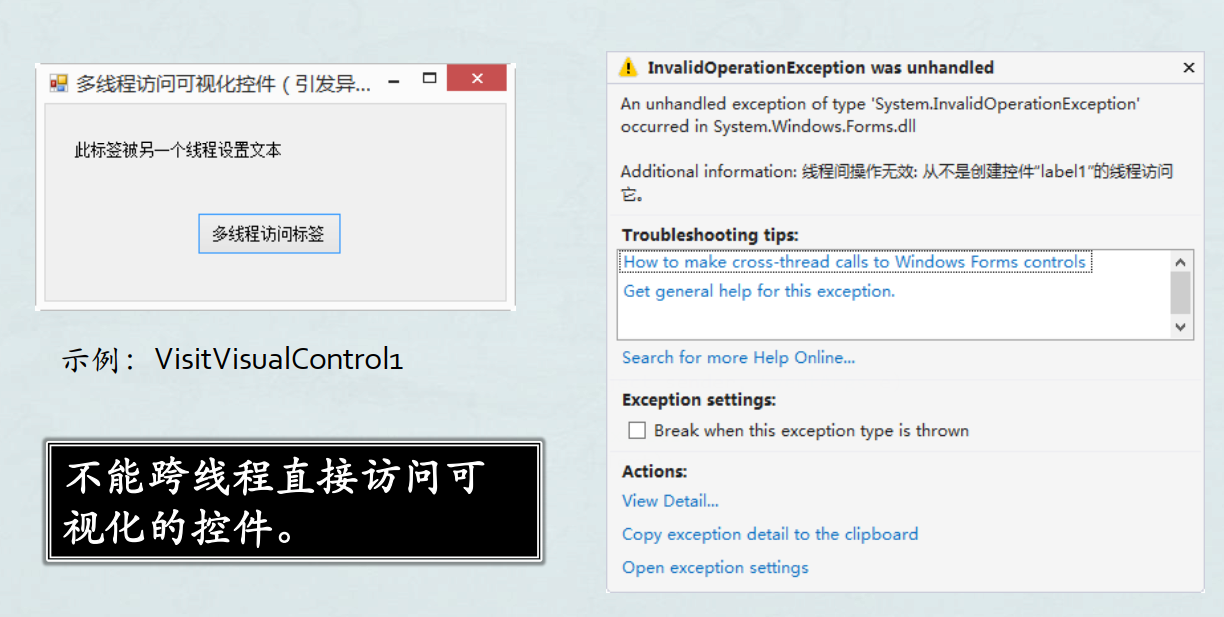 多线程访问可视化控件（引发异...
此标签被另一个线程设置文本
多线程访问标签
示例：VisitVisualControl1
不能跨线程直接访问可
视化的控件。
InvalidOperationException was unhandled
An unhandled exception of type 'System.InvalidOperationException'
occurred in System.Windows.Forms.dll
Additional information: 线程间操作无效: 从不是创建控件“label1”的线程访问
它。
Troubleshooting tips:
How to make cross-thread calls to Windows Forms controls
Get general help for this exception.
Search for more Help Online...
Exception settings:
Break when this exception type is thrown
Actions:
View Detail...
Copy exception detail to the clipboard
Open exception settings